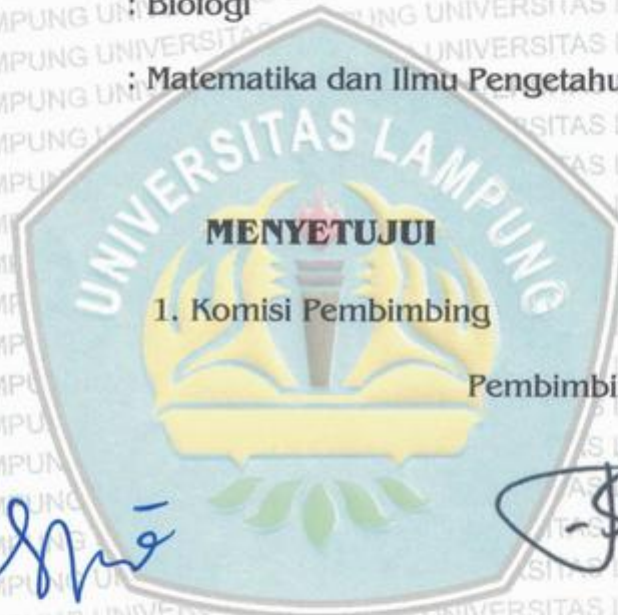 : Biologi
: Matematika dan Ilmu Pengetahu
UNIVERSITAS LAMPUNG
MENYETUJUI
1. Komisi Pembimbing
Pembimbi